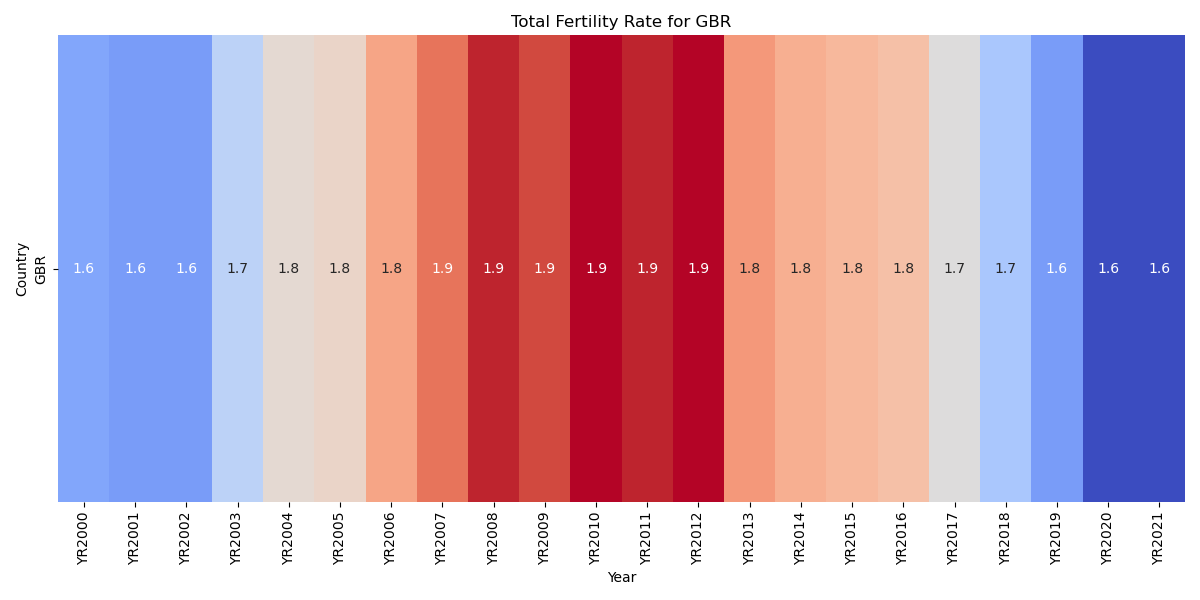 Total Fertility Rate for GBR
Country
GBR
1.6 1.6 1.6 1.7 1.8 1.8 1.8 1.9 1.9 1.9 1.9 1.9 1.9 1.8 1.8 1.8 1.8 1.7 1.7 1.6 1.6 1.6
YR2000 YR2001 YR2002 YR2003 YR2004 YR2005 YR2006 YR2007 YR2008 YR2009 YR2010 YR2011 YR2012 YR2013 YR2014 YR2015 YR2016 YR2017 YR2018 YR2019 YR2020 YR2021
Year